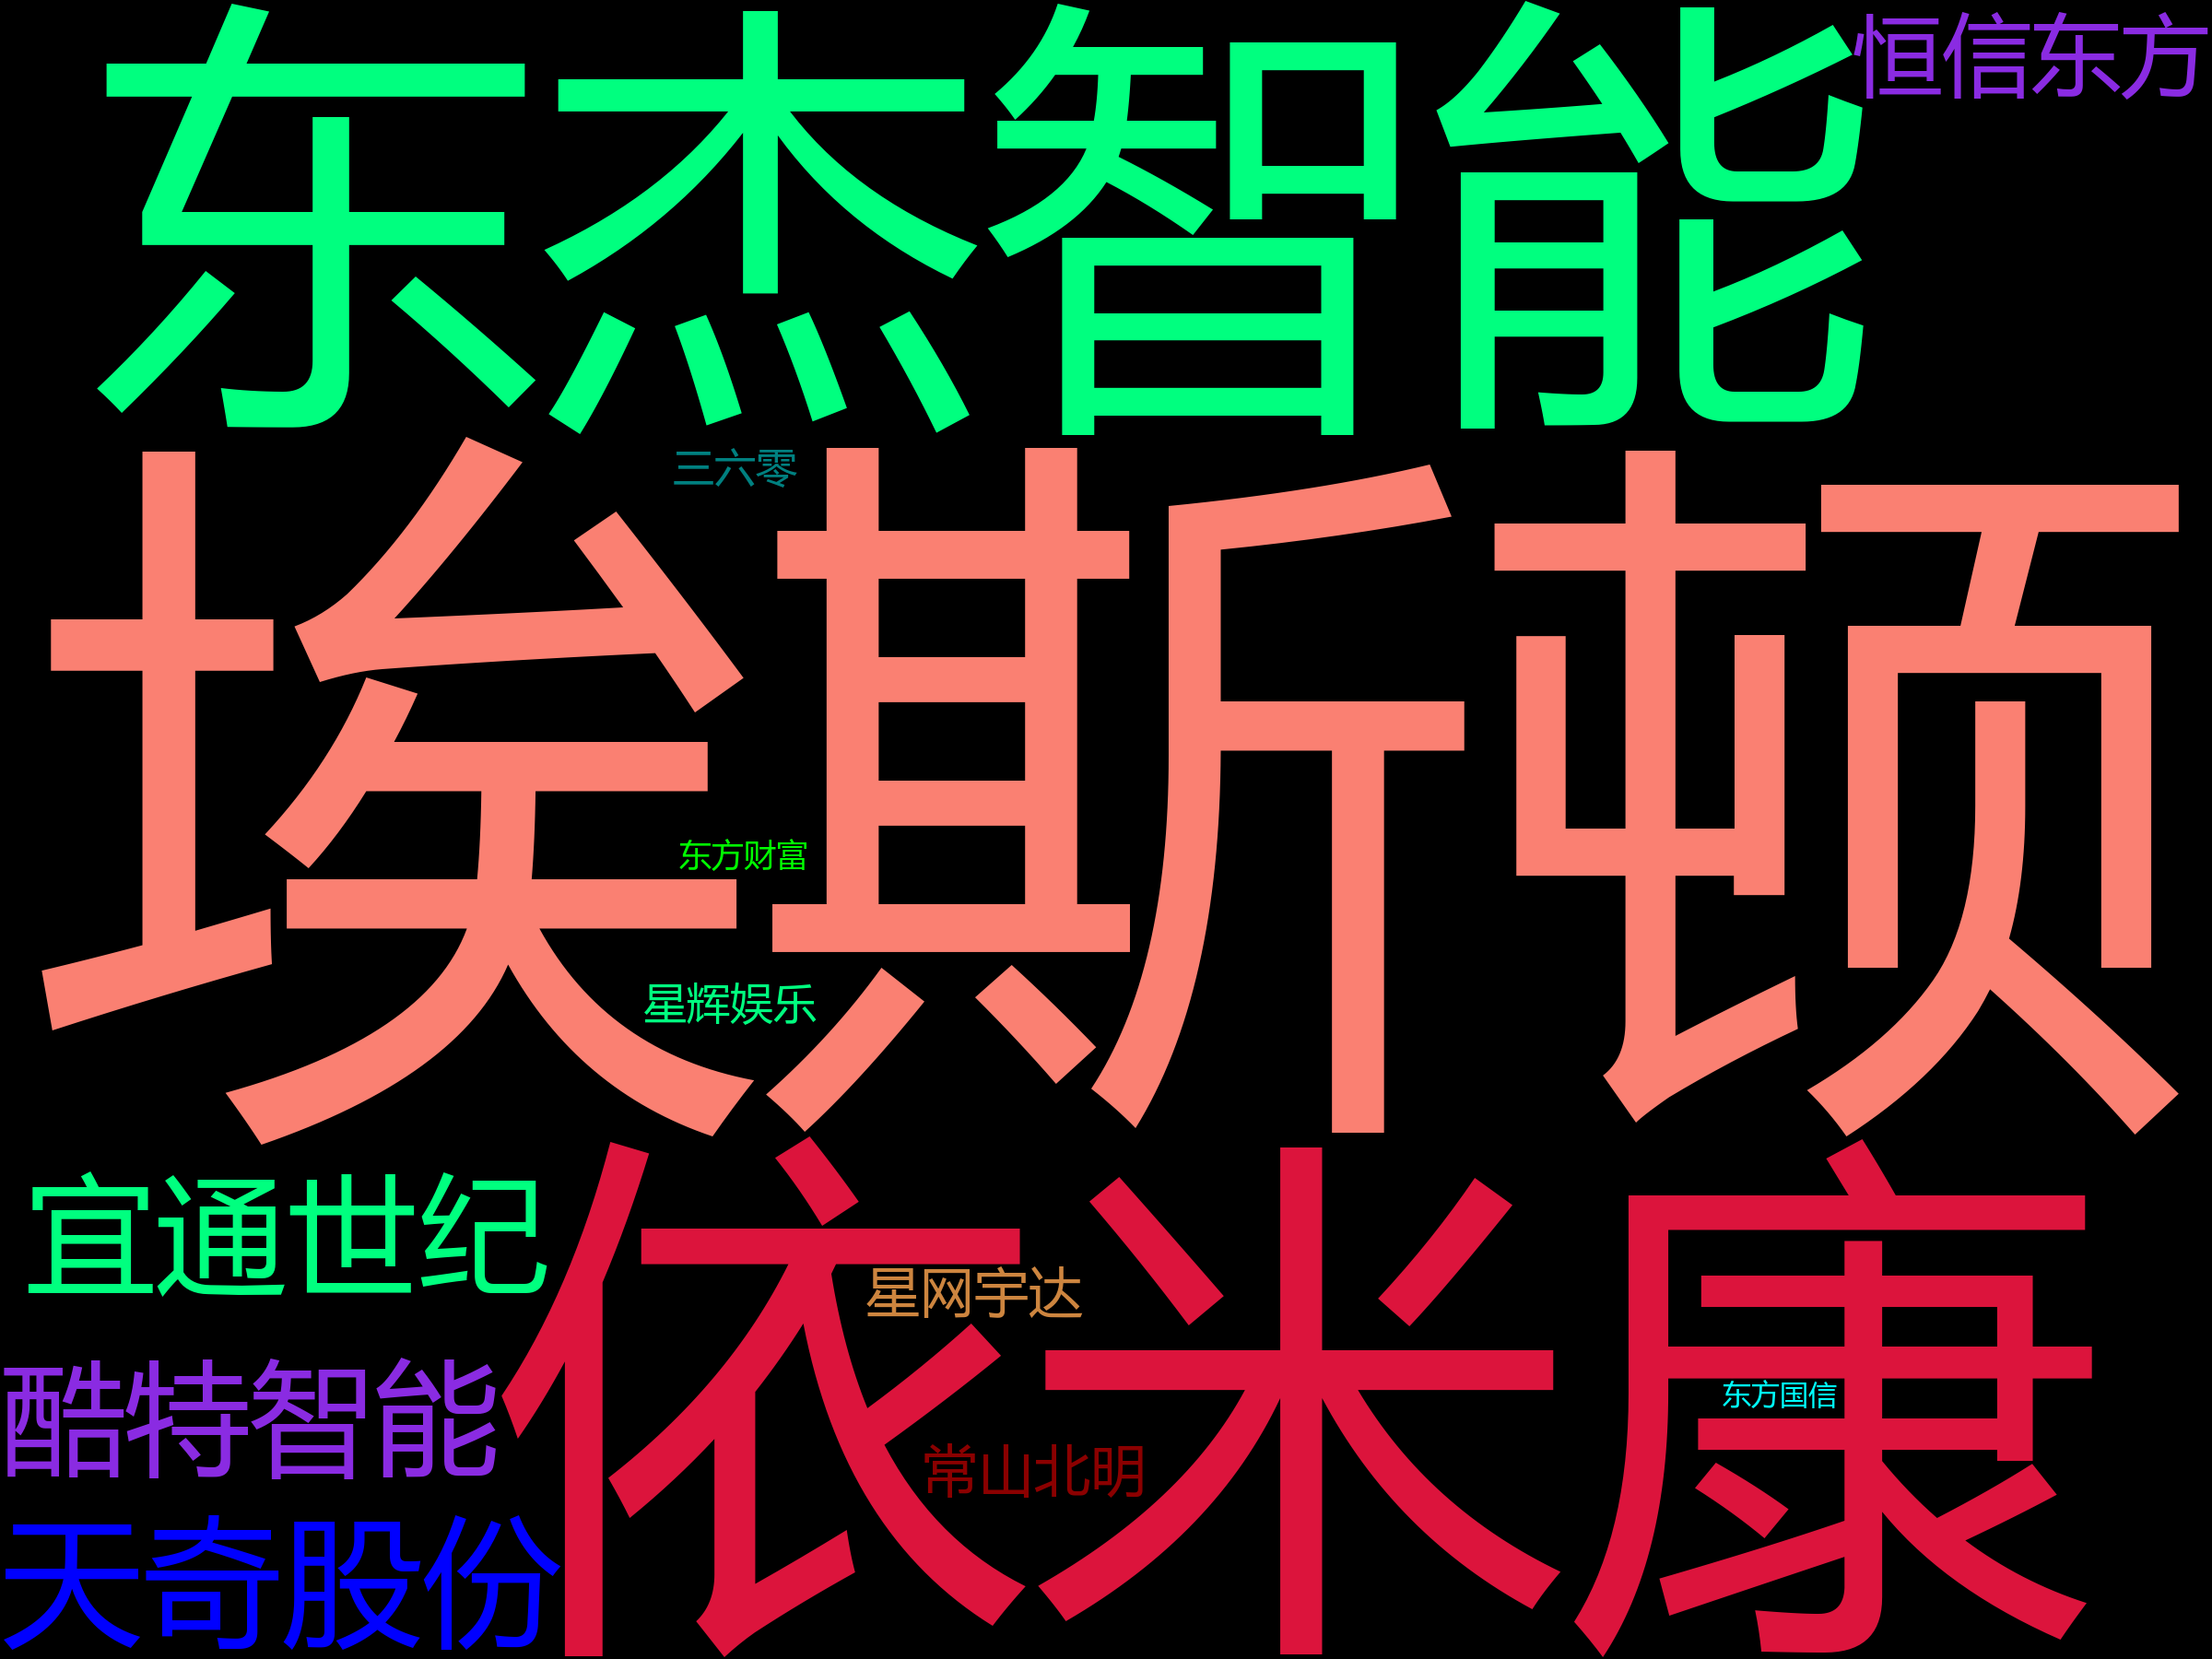 东杰智能
恒信东方
三六零
埃斯顿
东方财富
星辉娱乐
宜通世纪
依米康
星网宇达
酷特智能
东方国信
常山北明
天奇股份